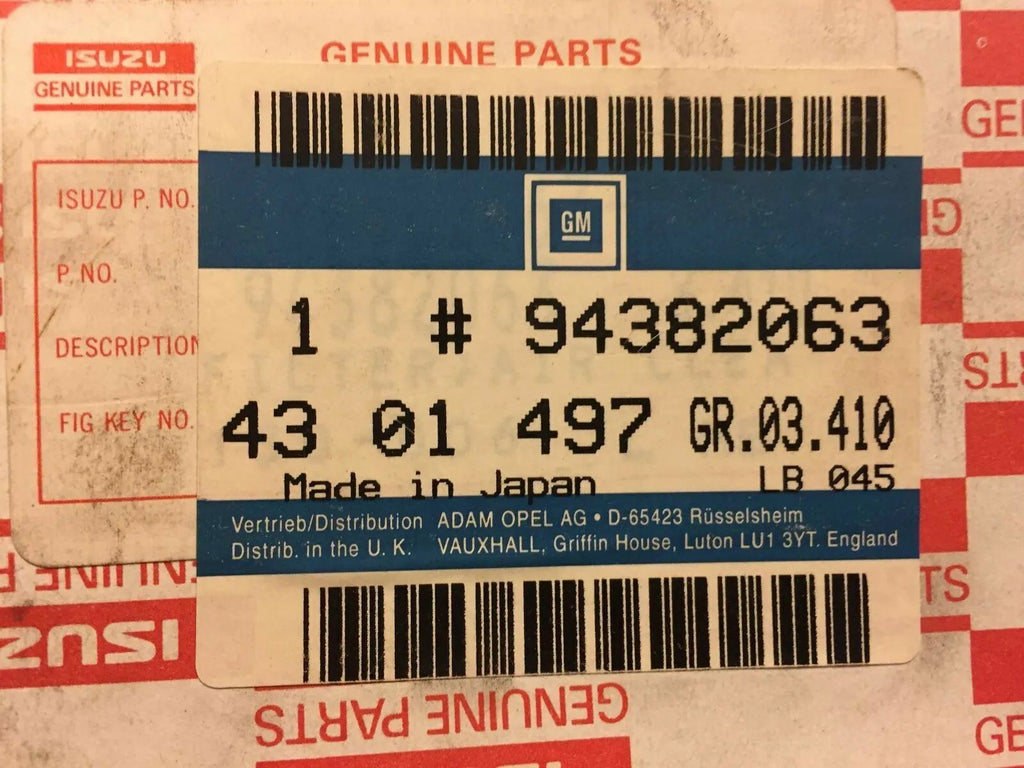 ISUZU
GENUINE PARTS
GENUINE PARTS
ISUZU P. NO.
P. NO.
DESCRIPTION
FIG KEY NO.
GM
1 # 94382063
43 01 497 GR.03.410
Made in Japan LB 045
Vertrieb/Distribution ADAM OPEL AG • D-65423 Rüsselsheim
Distrib. in the U. K. VAUXHALL, Griffin House, Luton LU1 3YT. England
ISUZU
GENUINE PARTS